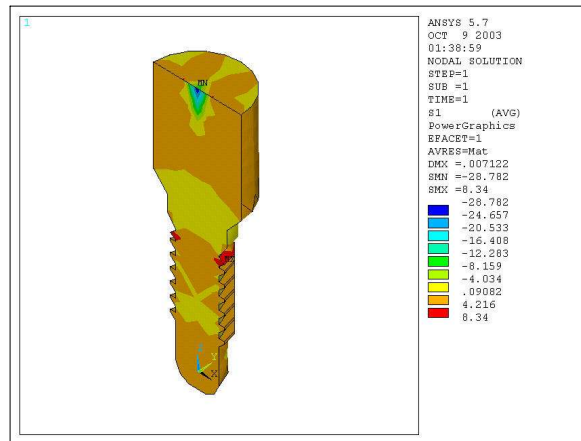 1
ANSYS 5.7
OCT 9 2003
01:38:59
NODAL SOLUTION
STEP=1
SUB =1
TIME=1
S1 (AVG)
PowerGraphics
EFACET=1
AVRES=Mat
DMX =.007122
SMN =-28.782
SMX =8.34
-28.782
-24.657
-20.533
-16.408
-12.283
-8.159
-4.034
.09082
4.216
8.34
MN
Y
X